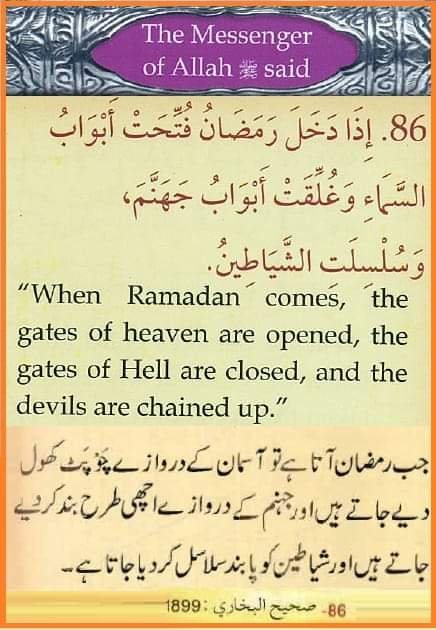 The Messenger
of Allah ﷺ said
86. إِذَا دَخَلَ رَمَضَانُ فُتِّحَتْ أَبْوَابُ
السَّمَاءِ وَغُلِّقَتْ أَبْوَابُ جَهَنَّمَ،
وَسُلْسِلَتِ الشَّيَاطِينُ.
“When Ramadan comes, the
gates of heaven are opened, the
gates of Hell are closed, and the
devils are chained up.”
جب رمضان آتا ہے تو آسمان کے دروازے چوپٹ کھول
دیے جاتے ہیں اور جہنم کے دروازے اچھی طرح بند کر دیے
جاتے ہیں اور شیاطین کو پابند سلاسل کر دیا جاتا ہے۔
86- صحيح البخاري : 1899